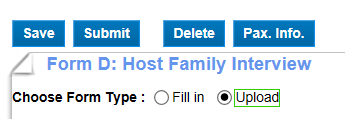 Save Submit Delete Pax. Info.
Form D: Host Family Interview
Choose Form Type : Fill in Upload